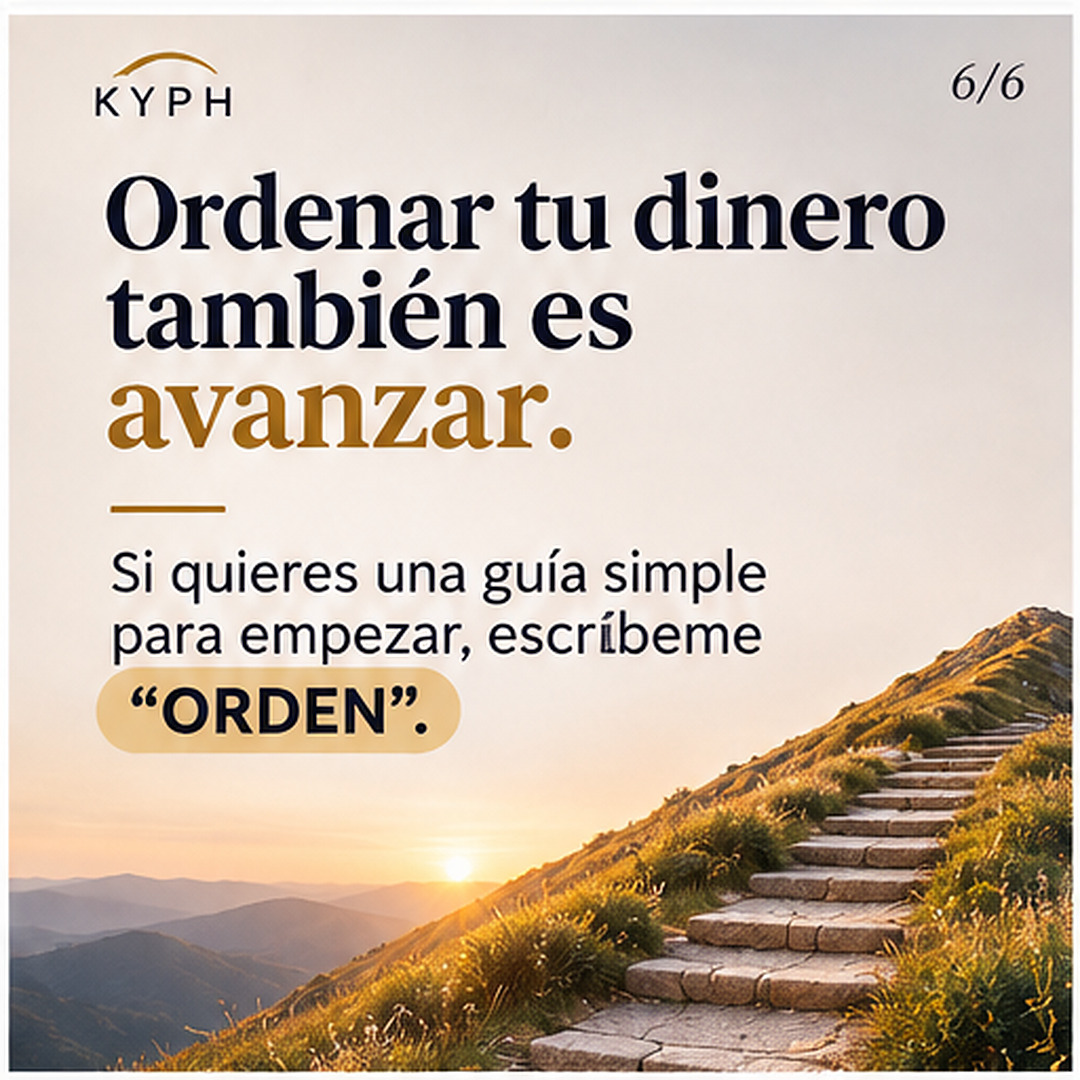 KYPH
6/6
Ordenar tu dinero
también es
avanzar.
Si quieres una guía simple
para empezar, escríbeme
“ORDEN”.